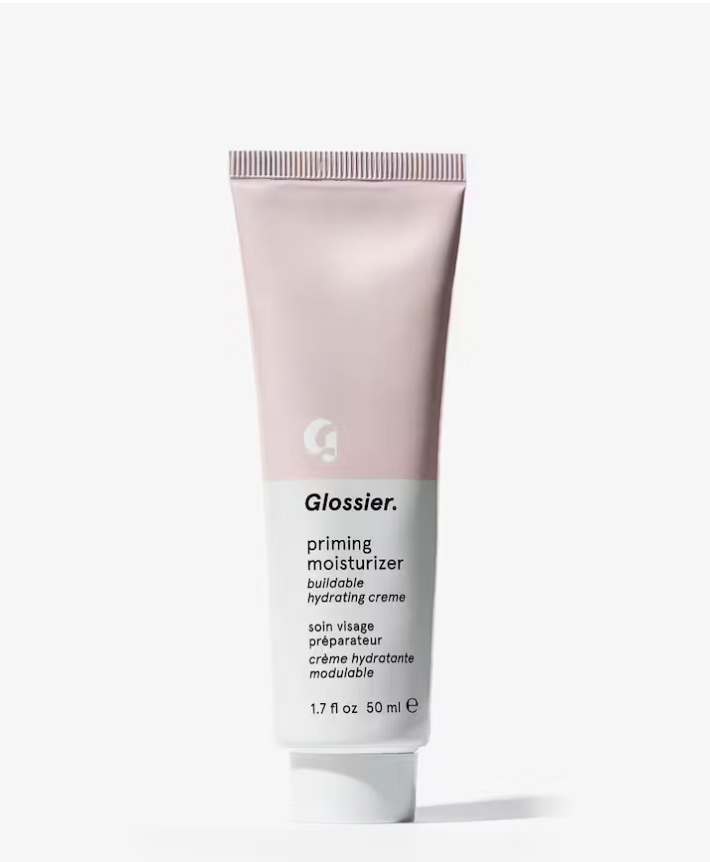 G
Glossier.
priming
moisturizer
buildable
hydrating creme
soin visage
préparateur
crème hydratante
modulable
1.7 fl oz 50 ml ℮